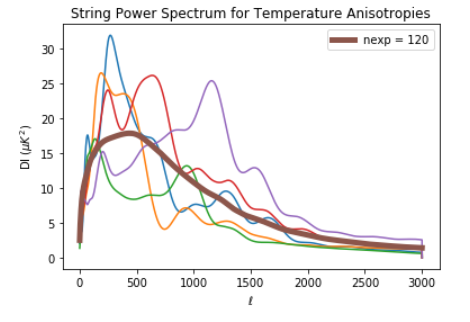 String Power Spectrum for Temperature Anisotropies
nexp = 120
Dl (μK²)
30
25
20
15
10
5
0
0 500 1000 1500 2000 2500 3000
ℓ